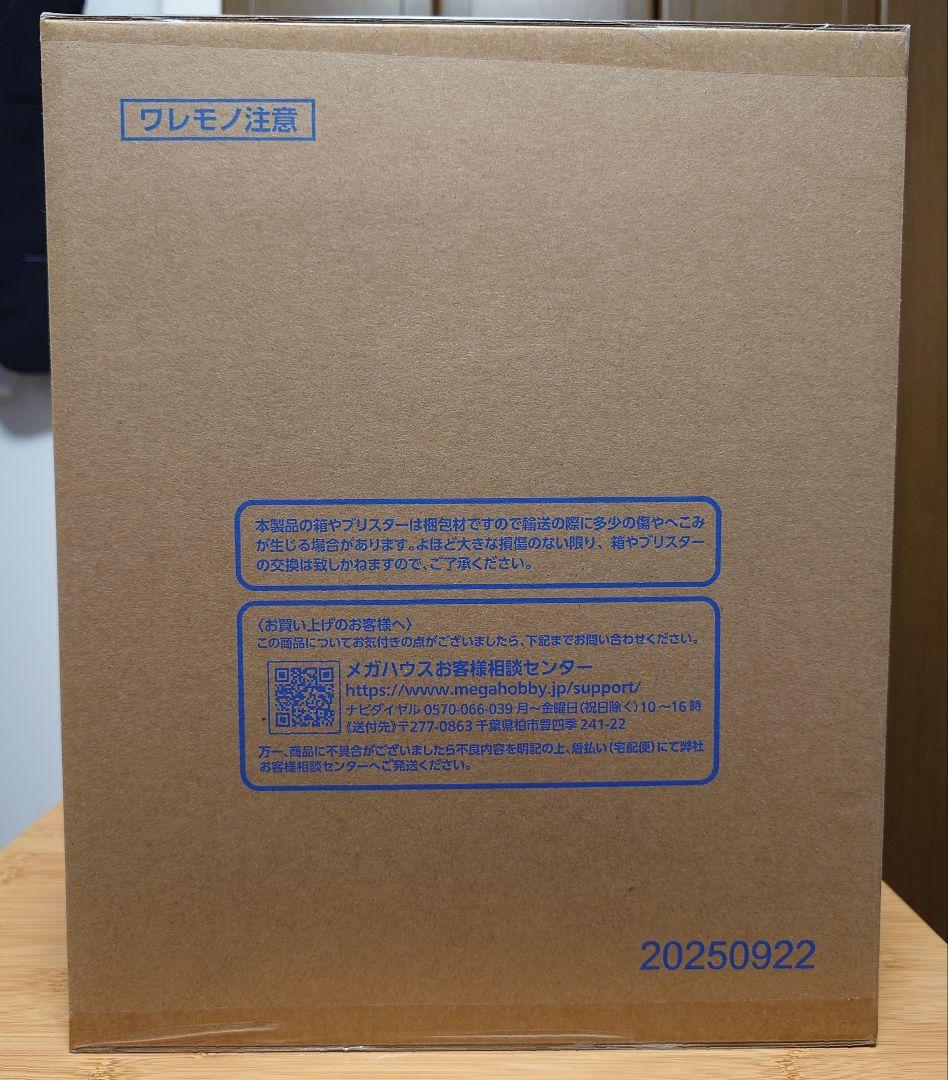 ワレモノ注意
本製品の箱やブリスターは梱包材ですので輸送の際に多少の傷やへこみ
が生じる場合があります。よほど大きな損傷のない限り、箱やブリスター
の交換は致しかねますので、ご了承ください。
〈お買い上げのお客様へ〉
この商品についてお気付きの点がございましたら、下記までお問い合わせください。
メガハウスお客様相談センター
https://www.megahobby.jp/support/
ナビダイヤル 0570-066-039 月～金曜日(祝日除く)10～16時
《送付先》〒277-0863 千葉県柏市豊四季 241-22
万一、商品に不具合がございましたら不良内容を明記の上、着払い(宅配便)にて弊社
お客様相談センターへご発送ください。
20250922